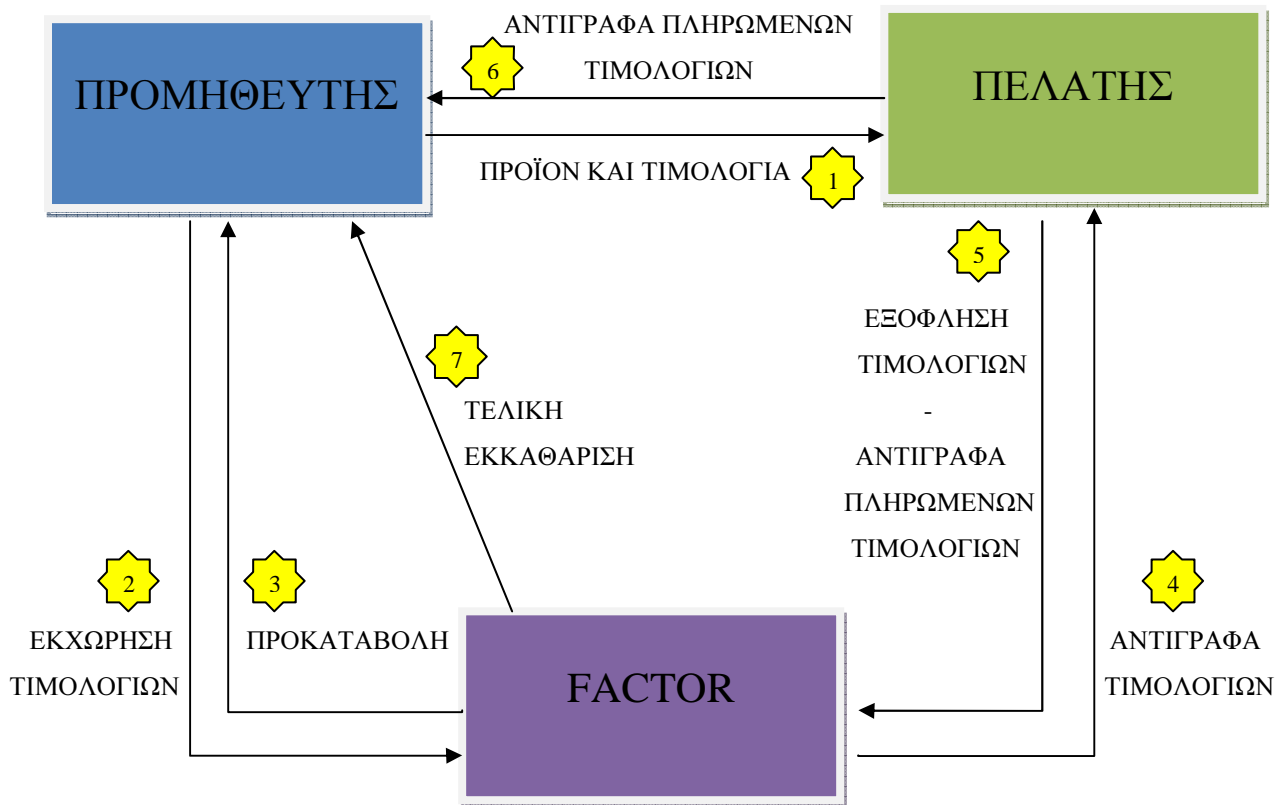 ΑΝΤΙΓΡΑΦΑ ΠΛΗΡΩΜΕΝΩΝ
ΤΙΜΟΛΟΓΙΩΝ
6
ΠΡΟΜΗΘΕΥΤΗΣ
ΠΕΛΑΤΗΣ
ΠΡΟΪΟΝ ΚΑΙ ΤΙΜΟΛΟΓΙΑ
1
5
ΕΞΟΦΛΗΣΗ
ΤΙΜΟΛΟΓΙΩΝ
-
ΑΝΤΙΓΡΑΦΑ
ΠΛΗΡΩΜΕΝΩΝ
ΤΙΜΟΛΟΓΙΩΝ
7
ΤΕΛΙΚΗ
ΕΚΚΑΘΑΡΙΣΗ
2
ΕΚΧΩΡΗΣΗ
ΤΙΜΟΛΟΓΙΩΝ
3
ΠΡΟΚΑΤΑΒΟΛΗ
4
ΑΝΤΙΓΡΑΦΑ
ΤΙΜΟΛΟΓΙΩΝ
FACTOR